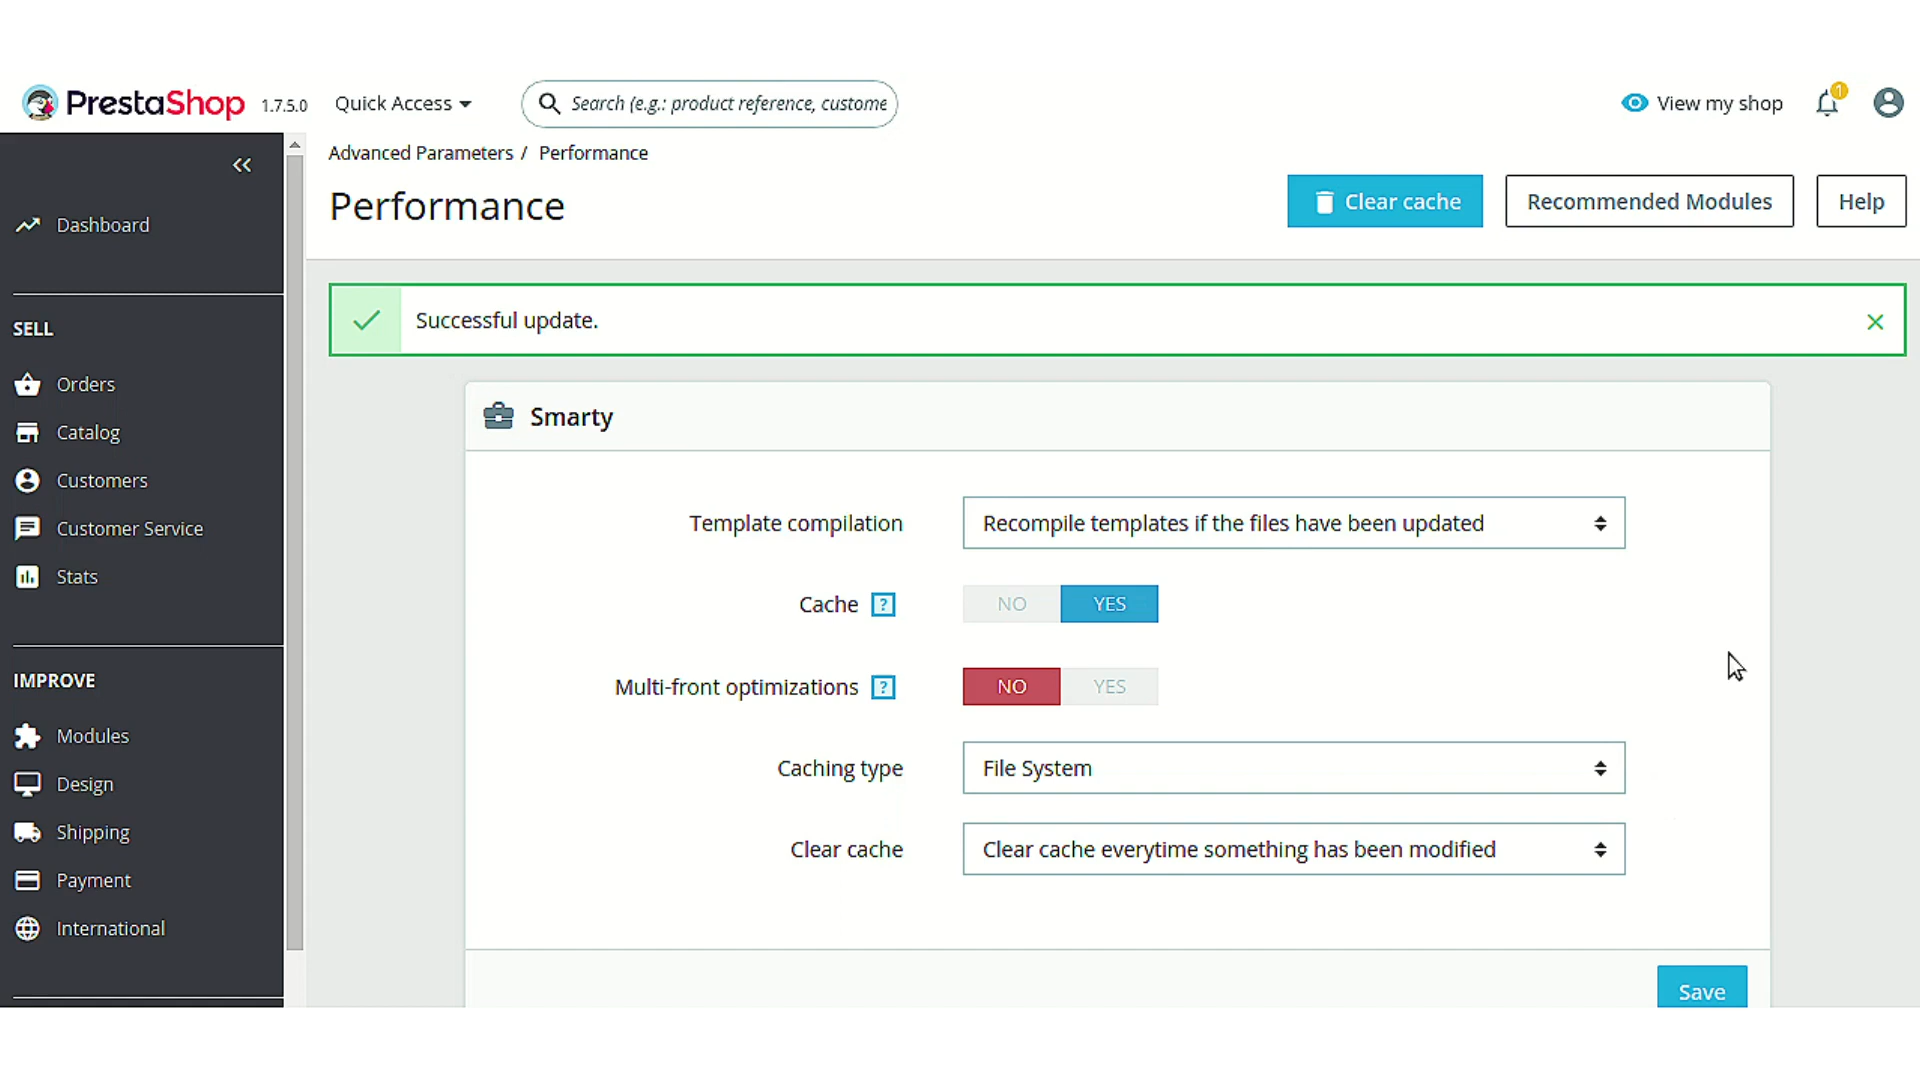 PrestaShop 1.7.5.0 Quick Access Search (e.g.: product reference, custome View my shop 1
Advanced Parameters / Performance
Performance
Clear cache Recommended Modules Help
Dashboard
Successful update.
SELL
Orders
Catalog
Customers
Customer Service
Stats
IMPROVE
Modules
Design
Shipping
Payment
International
Smarty
Template compilation Recompile templates if the files have been updated
Cache ? NO YES
Multi-front optimizations ? NO YES
Caching type File System
Clear cache Clear cache everytime something has been modified
Save